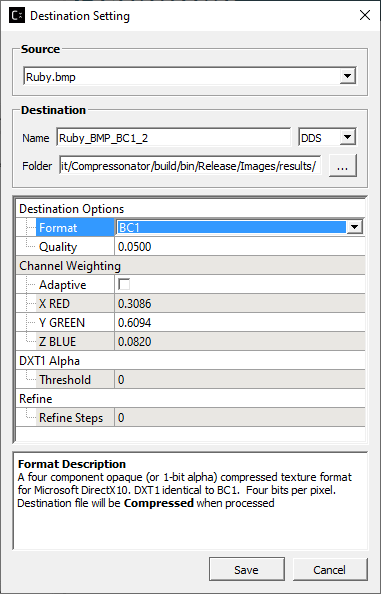 Destination Setting
Source
Ruby.bmp
Destination
Name Ruby_BMP_BC1_2 DDS
Folder it/Compressonator/build/bin/Release/Images/results/ ...
Destination Options
Format BC1
Quality 0.0500
Channel Weighting
Adaptive
X RED 0.3086
Y GREEN 0.6094
Z BLUE 0.0820
DXT1 Alpha
Threshold 0
Refine
Refine Steps 0
Format Description
A four component opaque (or 1-bit alpha) compressed texture format
for Microsoft DirectX10. DXT1 identical to BC1.  Four bits per pixel.
Destination file will be Compressed when processed
Save Cancel